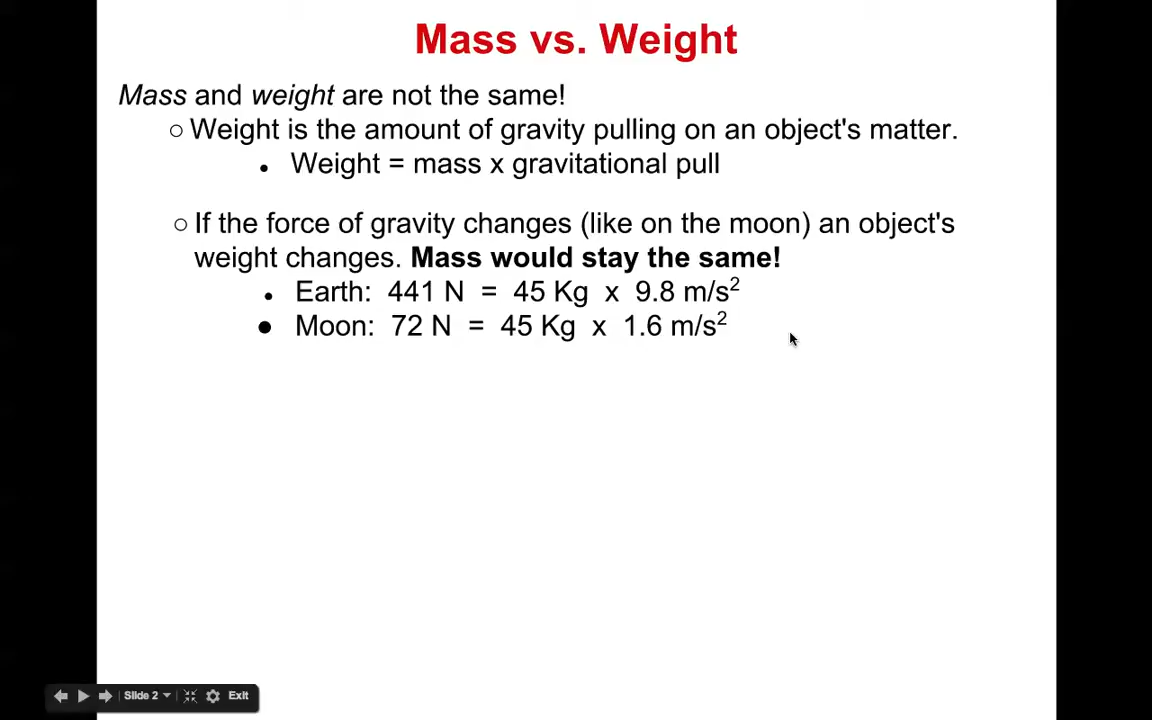 Mass vs. Weight
Mass and weight are not the same!
○ Weight is the amount of gravity pulling on an object's matter.
● Weight = mass x gravitational pull
○ If the force of gravity changes (like on the moon) an object's
weight changes. Mass would stay the same!
● Earth: 441 N = 45 Kg x 9.8 m/s²
● Moon: 72 N = 45 Kg x 1.6 m/s²
Slide 2 Exit